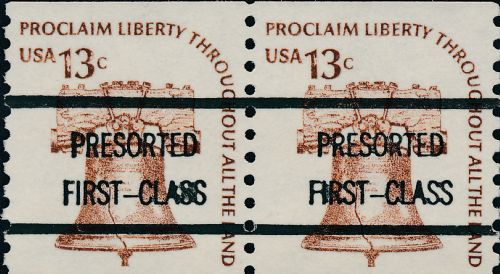 PROCLAIM LIBERTY THROUGHOUT ALL THE LAND
USA 13c
PRESORTED
FIRST-CLASS
PROCLAIM LIBERTY THROUGHOUT ALL THE LAND
USA 13c
PRESORTED
FIRST-CLASS